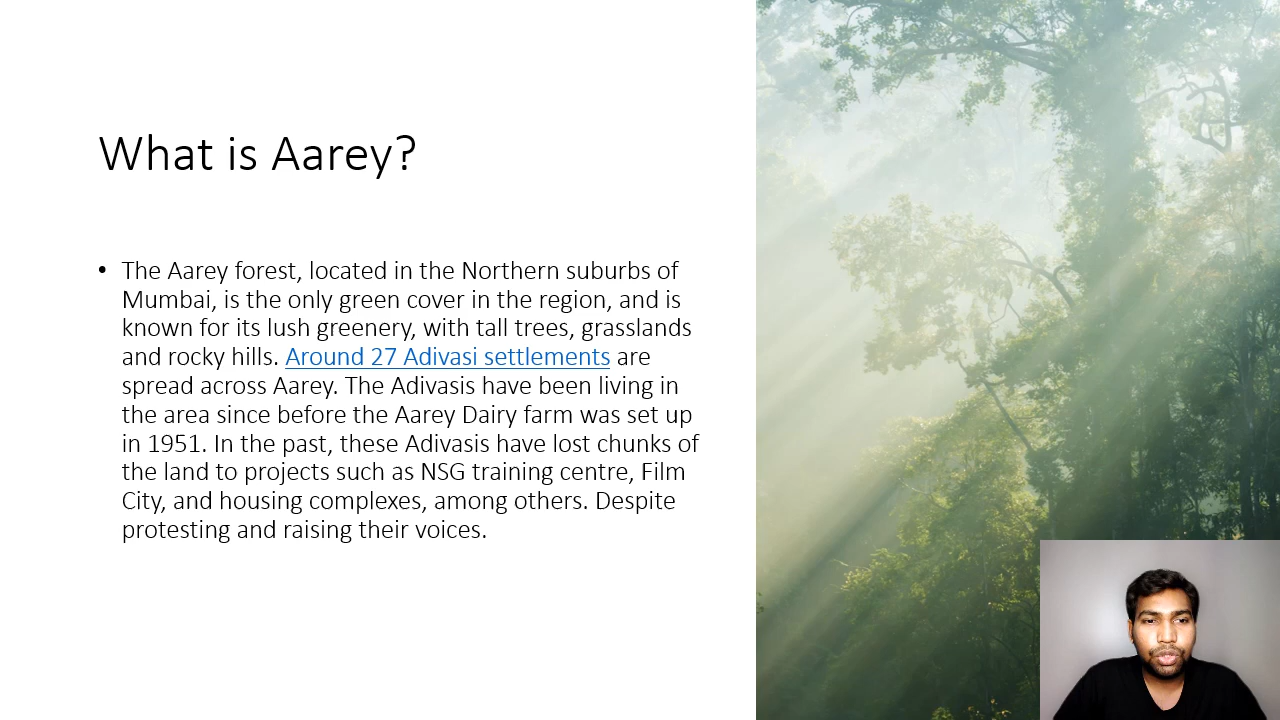 What is Aarey?
• The Aarey forest, located in the Northern suburbs of
Mumbai, is the only green cover in the region, and is
known for its lush greenery, with tall trees, grasslands
and rocky hills. Around 27 Adivasi settlements are
spread across Aarey. The Adivasis have been living in
the area since before the Aarey Dairy farm was set up
in 1951. In the past, these Adivasis have lost chunks of
the land to projects such as NSG training centre, Film
City, and housing complexes, among others. Despite
protesting and raising their voices.